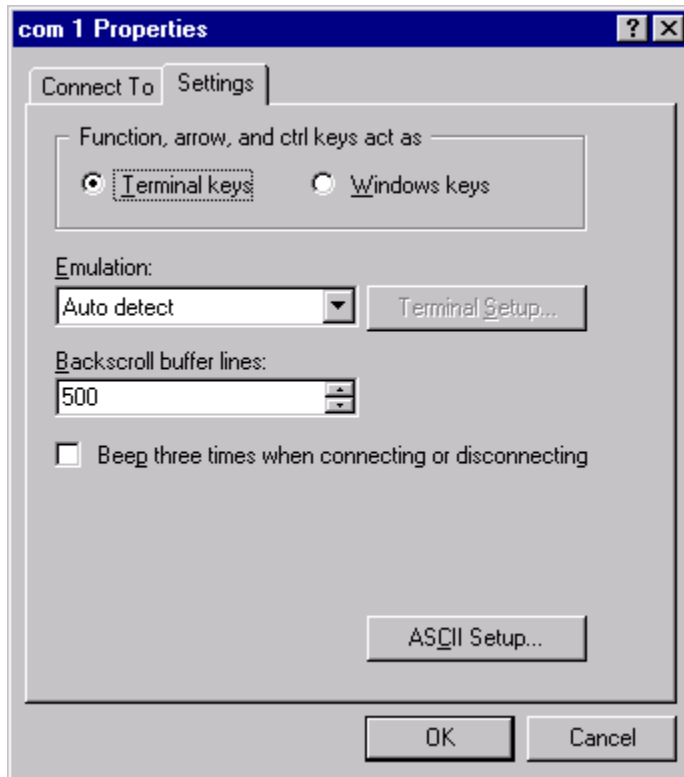 com 1 Properties
Connect To Settings
Function, arrow, and ctrl keys act as
Terminal keys Windows keys
Emulation:
Auto detect Terminal Setup...
Backscroll buffer lines:
500
Beep three times when connecting or disconnecting
ASCII Setup...
OK Cancel